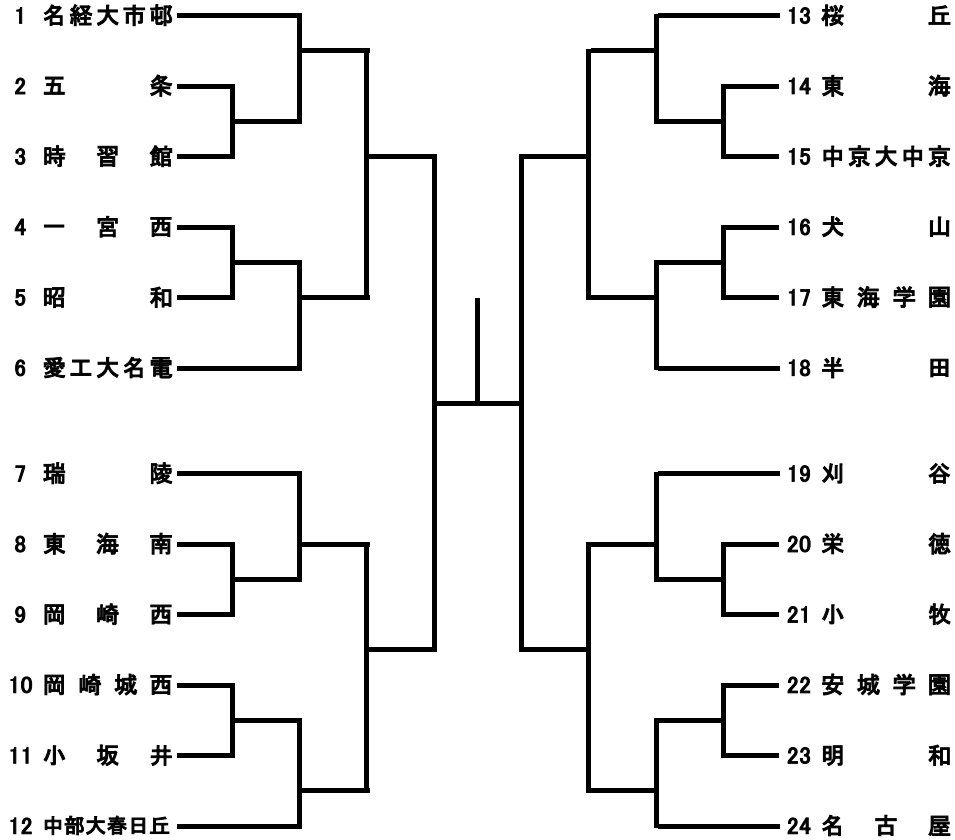 1 名経大市邨
2 五条
3 時習館
4 一宮西
5 昭和
6 愛工大名電
7 瑞陵
8 東海南
9 岡崎西
10 岡崎城西
11 小坂井
12 中部大春日丘
13 桜丘
14 東海
15 中京大中京
16 犬山
17 東海学園
18 半田
19 刈谷
20 栄徳
21 小牧
22 安城学園
23 明和
24 名古屋